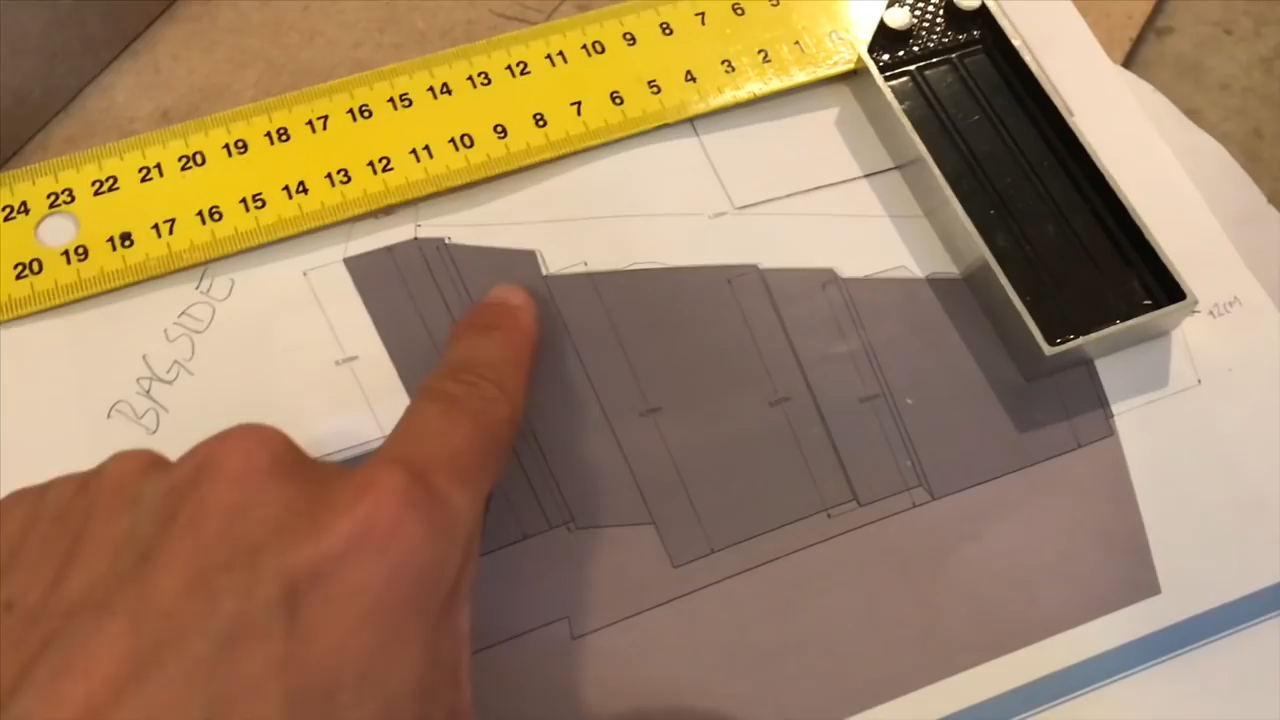 24 23 22 21 20 19 18 17 16 15 14 13 12 11 10 9 8 7 6 5
20 19 18 17 16 15 14 13 12 11 10 9 8 7 6 5 4 3 2 1 0
BAGSIDE
12CM